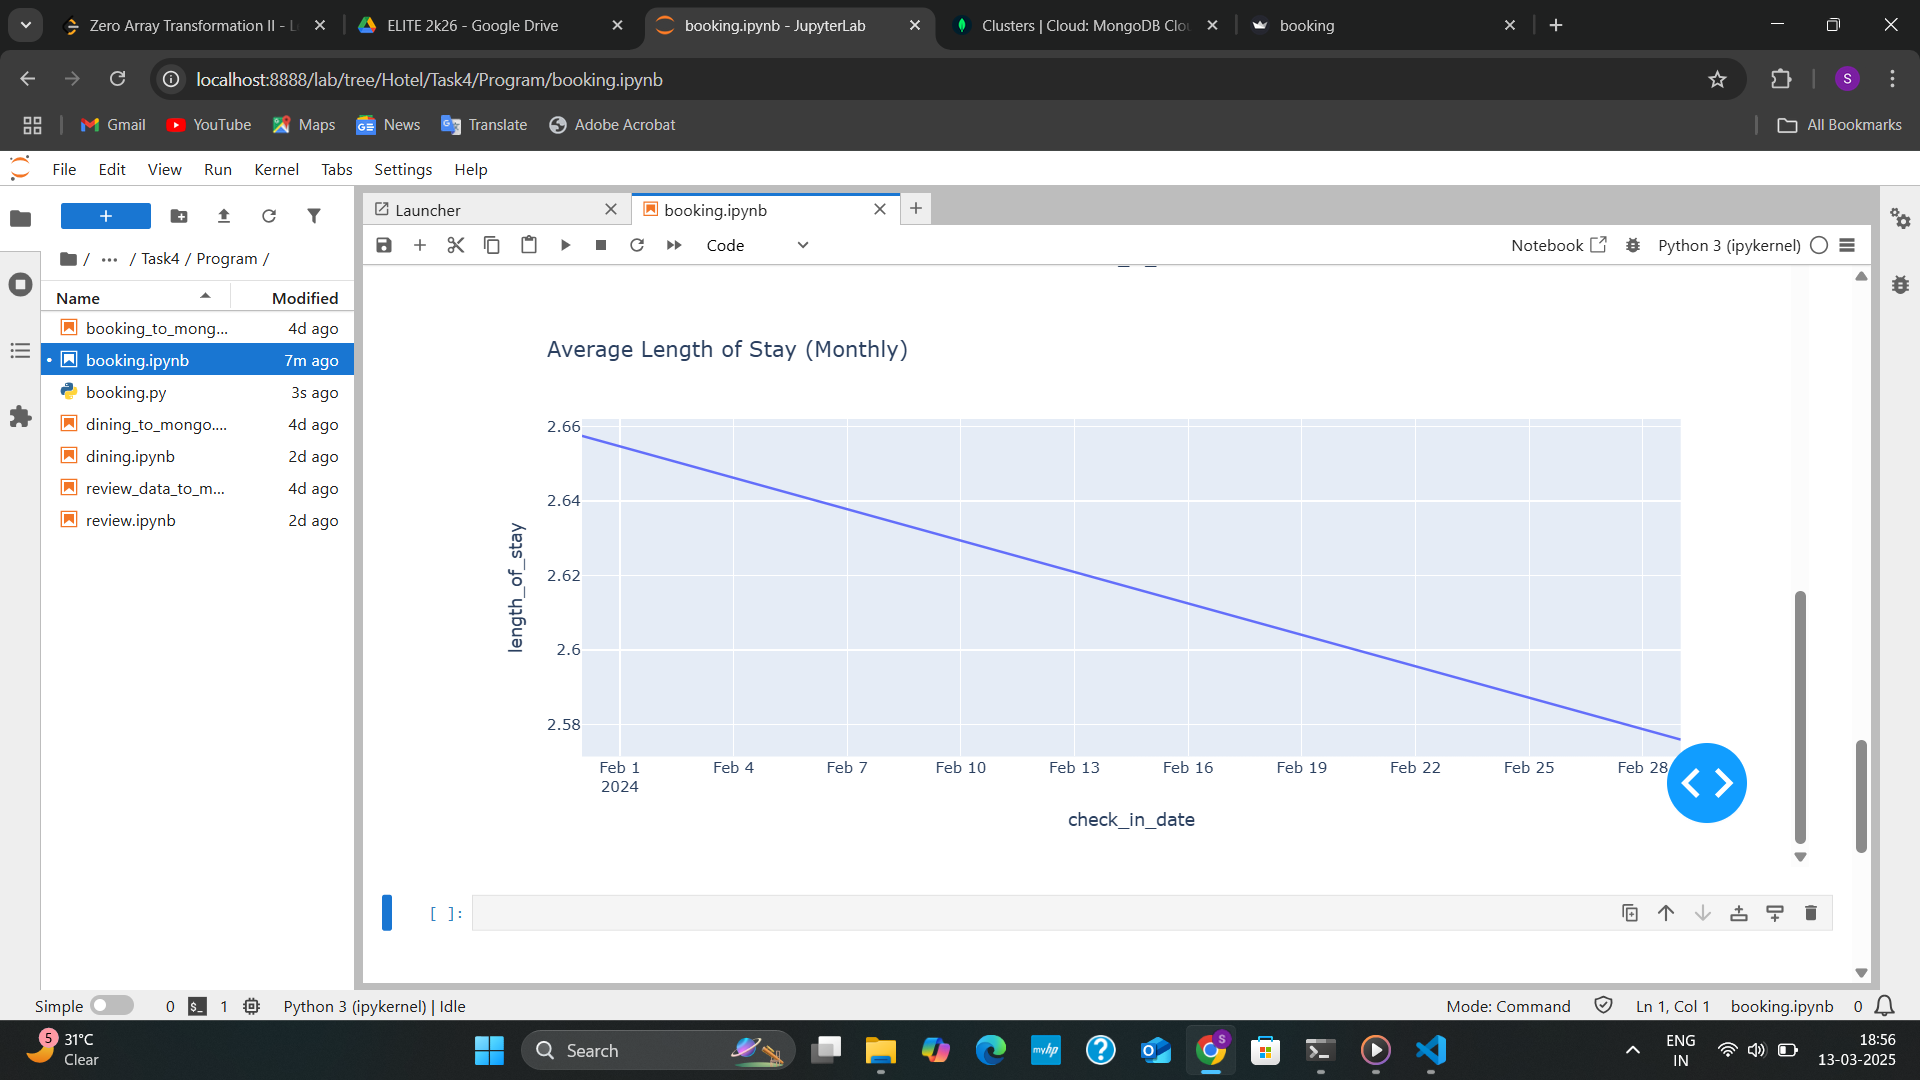 Zero Array Transformation II - L
ELITE 2k26 - Google Drive
booking.ipynb - JupyterLab
Clusters | Cloud: MongoDB Clou
booking
localhost:8888/lab/tree/Hotel/Task4/Program/booking.ipynb
S
Gmail
YouTube
Maps
News
Translate
Adobe Acrobat
All Bookmarks
File Edit View Run Kernel Tabs Settings Help
Launcher
booking.ipynb
Code
Notebook
Python 3 (ipykernel)
/ ··· / Task4 / Program /
Name Modified
booking_to_mong... 4d ago
booking.ipynb 7m ago
booking.py 3s ago
dining_to_mongo.... 4d ago
dining.ipynb 2d ago
review_data_to_m... 4d ago
review.ipynb 2d ago
Average Length of Stay (Monthly)
2.66
2.64
2.62
2.6
2.58
length_of_stay
Feb 1 Feb 4 Feb 7 Feb 10 Feb 13 Feb 16 Feb 19 Feb 22 Feb 25 Feb 28
2024
check_in_date
[ ]:
Simple 0 $_ 1 Python 3 (ipykernel) | Idle
Mode: Command Ln 1, Col 1 booking.ipynb 0
5
31°C
Clear
Search
myhp
S
ENG
IN
18:56
13-03-2025